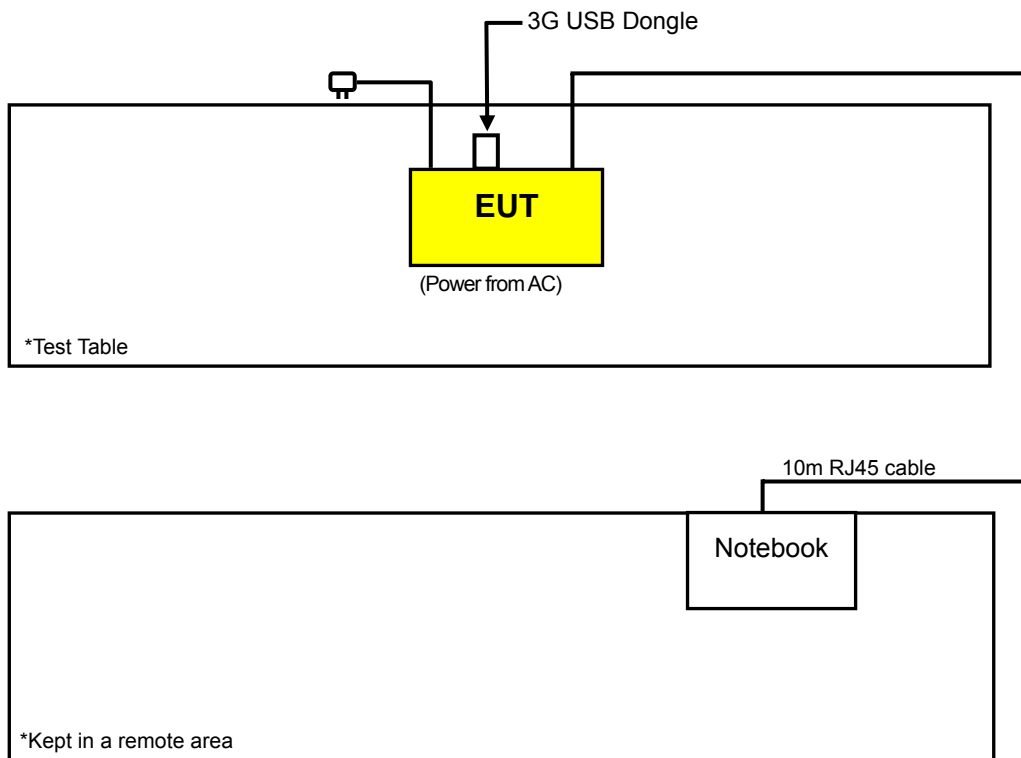 3G USB Dongle
EUT
(Power from AC)
*Test Table
10m RJ45 cable
Notebook
*Kept in a remote area